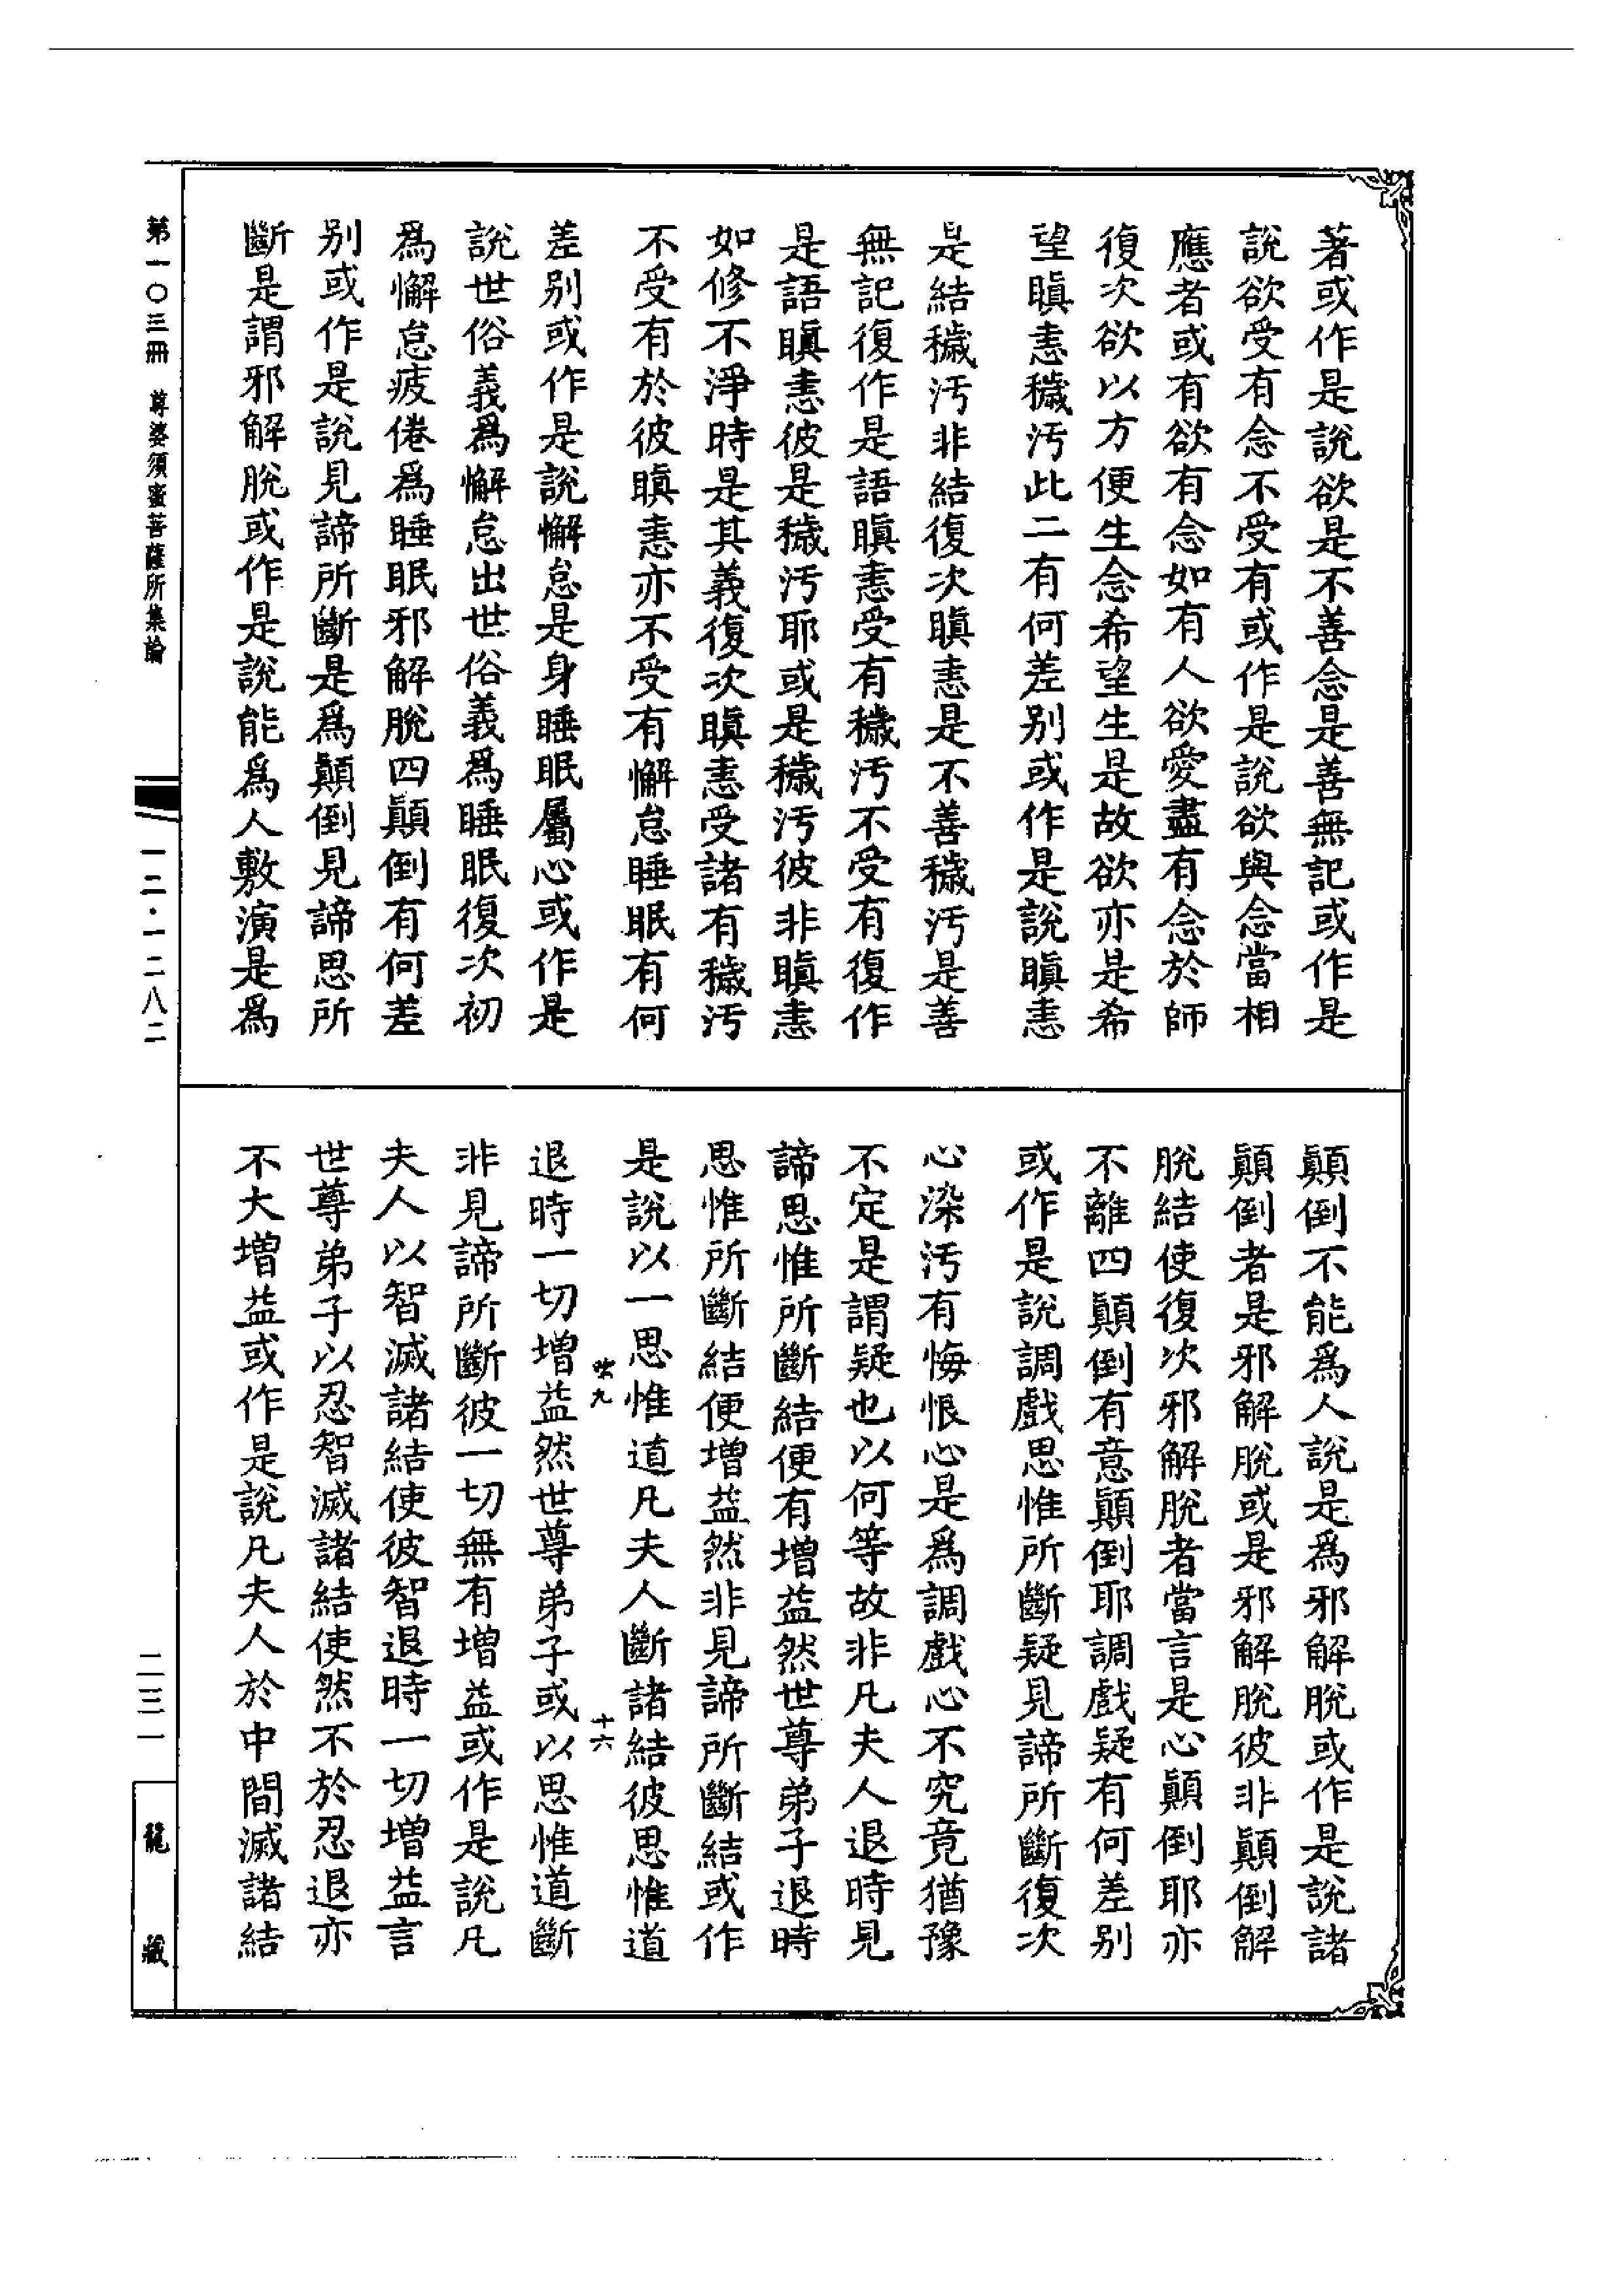 著或作是說欲是不善念是善無記或作是
說欲受有念不受有或作是說欲與念當相
應者或有欲有念如有人欲愛盡有念於師
復次欲以方便生念希望生是故欲亦是希
望瞋恚穢汚此二有何差別或作是說瞋恚
是結穢汚非結復次瞋恚是不善穢汚是善
無記復作是語瞋恚受有穢汚不受有復作
是語瞋恚彼是穢汚耶或是穢汚彼非瞋恚
如修不淨時是其義復次瞋恚受諸有穢汚
不受有於彼瞋恚亦不受有懈怠睡眠有何
差別或作是說懈怠是身睡眠屬心或作是
說世俗義爲懈怠出世俗義爲睡眠復次初
爲懈怠疲倦爲睡眠邪解脫四顛倒有何差
別或作是說見諦所斷是爲顛倒見諦思所
斷是謂邪解脫或作是說能爲人敷演是爲
顛倒不能爲人說是爲邪解脫或作是說諸
顛倒者是邪解脫或是邪解脫彼非顛倒解
脫結使復次邪解脫者當言是心顛倒耶亦
不離四顛倒有意顛倒耶調戲疑有何差別
或作是說調戲思惟所斷疑見諦所斷復次
心染汚有悔恨心是爲調戲心不究竟猶豫
不定是謂疑也以何等故非凡夫人退時見
諦思惟所斷結便有增益然世尊弟子退時
思惟所斷結便增益然非見諦所斷結或作
是說以一思惟道凡夫人斷諸結彼思惟道
退時一切增益然世尊弟子或以思惟道斷
非見諦所斷彼一切無有增益或作是說凡
夫人以智滅諸結使彼智退時一切增益言
世尊弟子以忍智滅諸結使然不於忍退亦
不大增益或作是說凡夫人於中間滅諸結
九
十六
第一〇三冊 尊婆須蜜菩薩所集論
一二·一二八二
二三一
龍藏